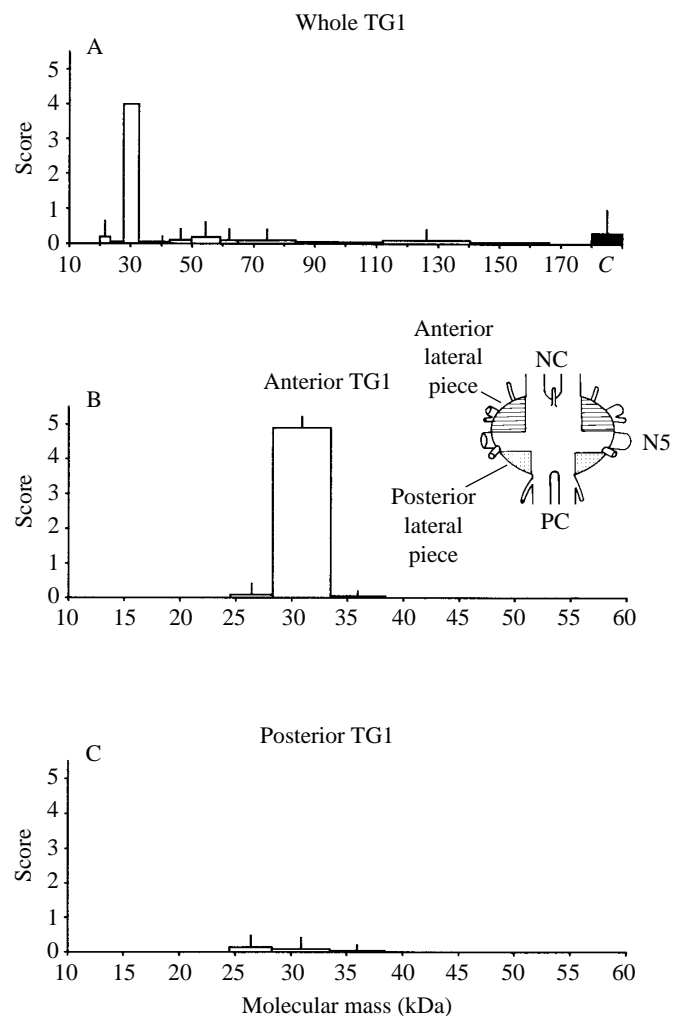 Whole TG1
A
5
4
3
2
1
0
Score
10 30 50 70 90 110 130 150 170 C
Anterior
lateral
piece
NC
N5
Posterior
lateral
piece
PC
Anterior TG1
B
5
4
3
2
1
0
Score
10 15 20 25 30 35 40 45 50 55 60
Posterior TG1
C
5
4
3
2
1
0
Score
10 15 20 25 30 35 40 45 50 55 60
Molecular mass (kDa)